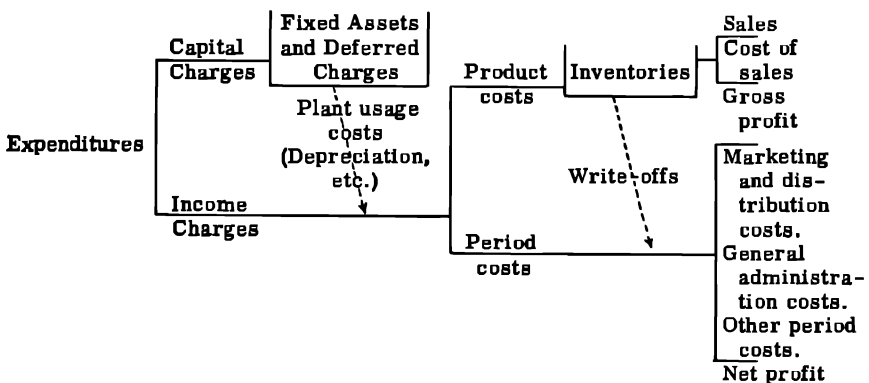 Expenditures
Capital
Charges
Fixed Assets
and Deferred
Charges
Plant usage
costs
(Depreciation,
etc.)
Income
Charges
Product
costs
Inventories
Write-offs
Period
costs
Sales
Cost of
sales
Gross
profit
Marketing
and dis-
tribution
costs.
General
administra-
tion costs.
Other period
costs.
Net profit